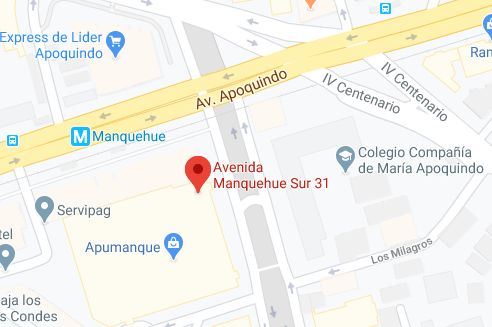 Express de Lider
Apoquindo
Ran
Av. Apoquindo
IV Centenario
IV Centenario
M Manquehue
Avenida
Manquehue Sur 31
Colegio Compañía
de María Apoquindo
Servipag
Apumanque
Los Milagros
tel
aja los
s Condes